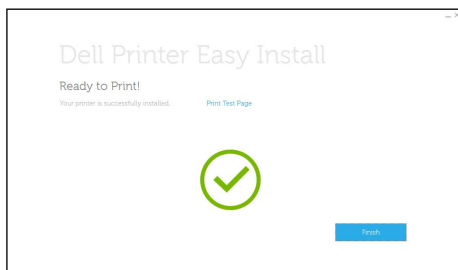 Dell Printer Easy Install
Ready to Print!
Your printer is successfully installed. Print Test Page
Finish